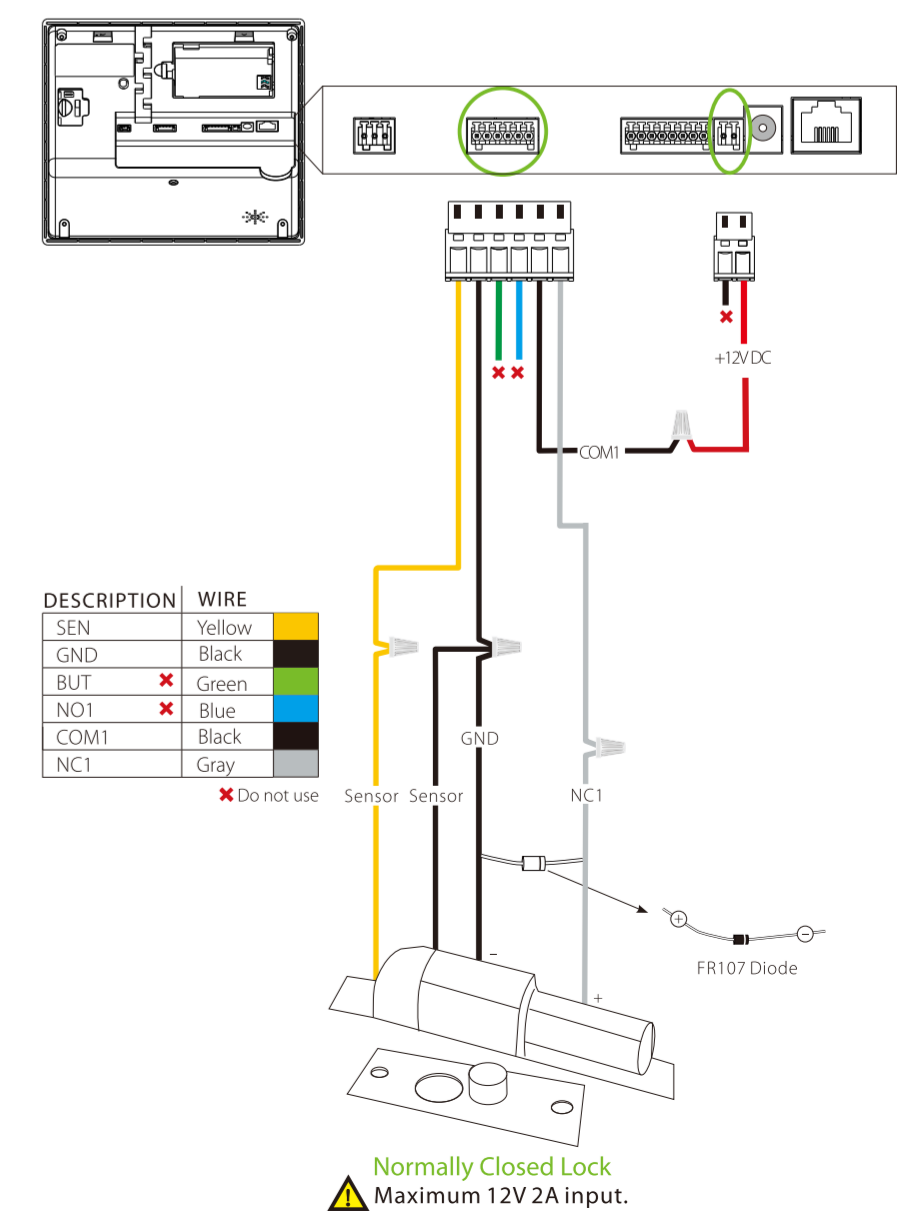 +12V DC
COM1
DESCRIPTION WIRE
SEN Yellow
GND Black
BUT ✖ Green
NO1 ✖ Blue
COM1 Black
NC1 Gray
✖ Do not use
GND
Sensor Sensor NC1
FR107 Diode
Normally Closed Lock
Maximum 12V 2A input.